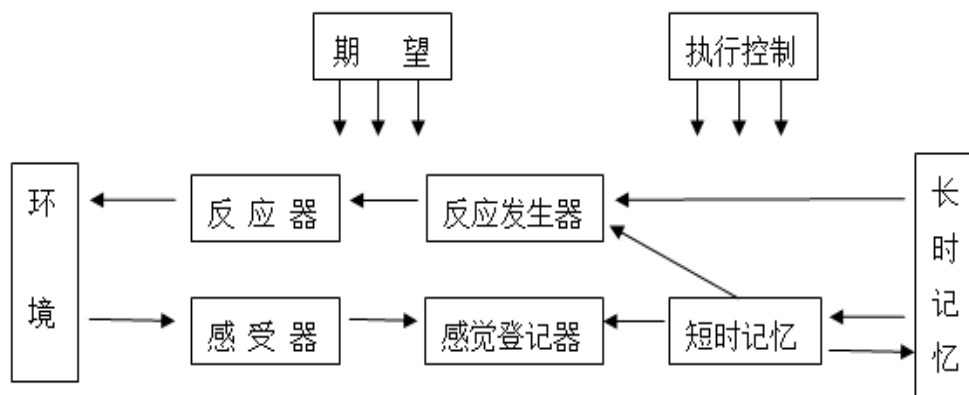 期 望
执行控制
环境
反 应 器
反应发生器
长时记忆
感 受 器
感觉登记器
短时记忆